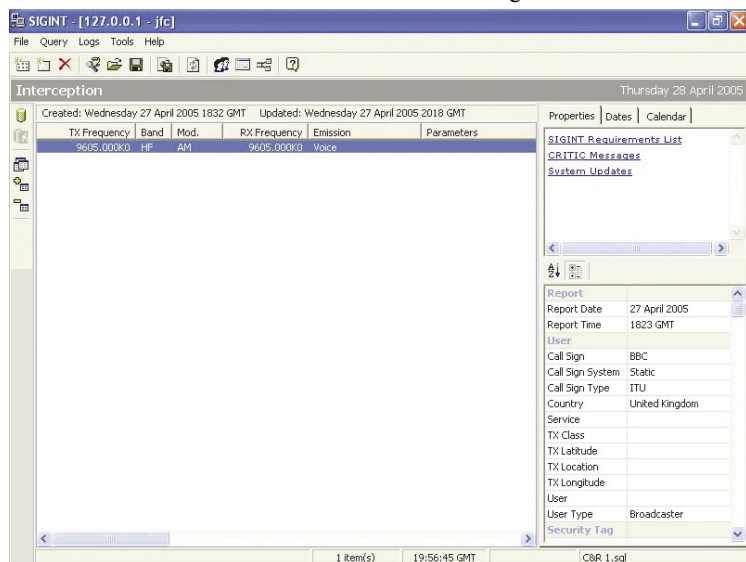 SIGINT - [127.0.0.1 - jfc]
File Query Logs Tools Help
Interception
Thursday 28 April 2005
Created: Wednesday 27 April 2005 1832 GMT Updated: Wednesday 27 April 2005 2018 GMT
TX Frequency Band Mod. RX Frequency Emission Parameters
9605.000K0 HF AM 9605.000K0 Voice
Properties Dates Calendar
SIGINT Requirements List
CRITIC Messages
System Updates
Report
Report Date 27 April 2005
Report Time 1823 GMT
User
Call Sign BBC
Call Sign System Static
Call Sign Type ITU
Country United Kingdom
Service
TX Class
TX Latitude
TX Location
TX Longitude
User
User Type Broadcaster
Security Tag
1 item(s) 19:56:45 GMT C&R 1.sql